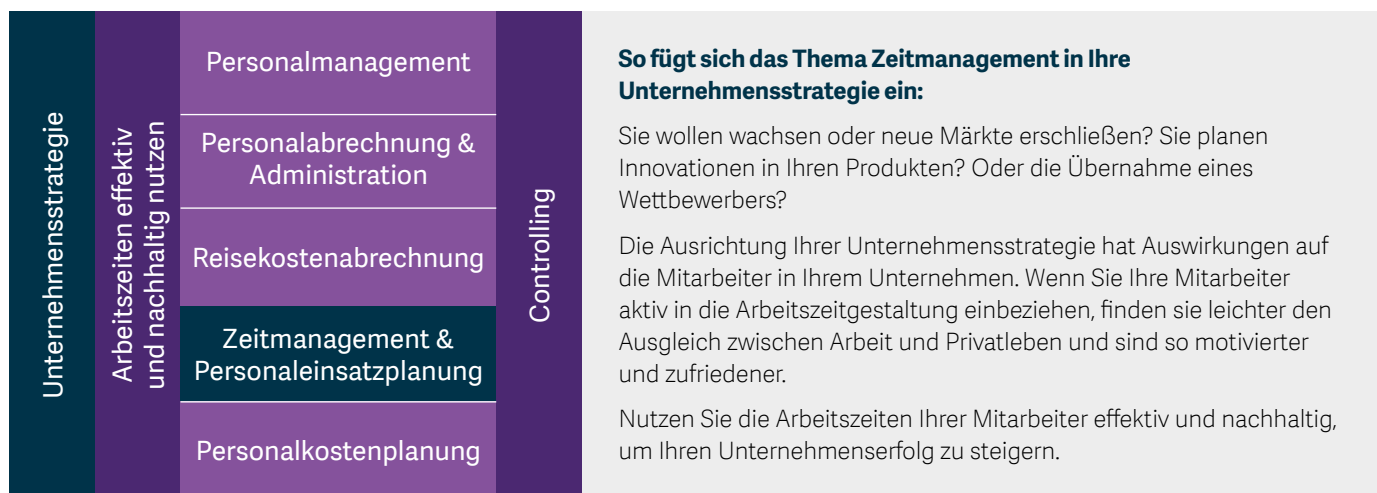 Unternehmensstrategie
Arbeitszeiten effektiv
und nachhaltig nutzen
Personalmanagement
Personalabrechnung &
Administration
Reisekostenabrechnung
Zeitmanagement &
Personaleinsatzplanung
Personalkostenplanung
Controlling
So fügt sich das Thema Zeitmanagement in Ihre
Unternehmensstrategie ein:
Sie wollen wachsen oder neue Märkte erschließen? Sie planen
Innovationen in Ihren Produkten? Oder die Übernahme eines
Wettbewerbers?
Die Ausrichtung Ihrer Unternehmensstrategie hat Auswirkungen auf
die Mitarbeiter in Ihrem Unternehmen. Wenn Sie Ihre Mitarbeiter
aktiv in die Arbeitszeitgestaltung einbeziehen, finden sie leichter den
Ausgleich zwischen Arbeit und Privatleben und sind so motivierter
und zufriedener.
Nutzen Sie die Arbeitszeiten Ihrer Mitarbeiter effektiv und nachhaltig,
um Ihren Unternehmenserfolg zu steigern.